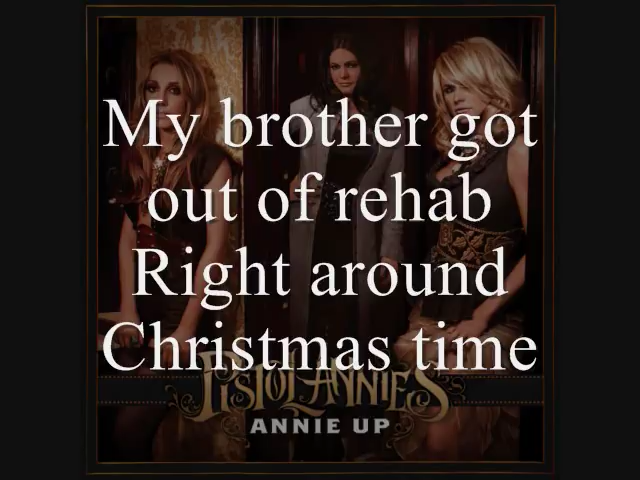 My brother got
out of rehab
Right around
Christmas time
PISTOL ANNIES
ANNIE UP